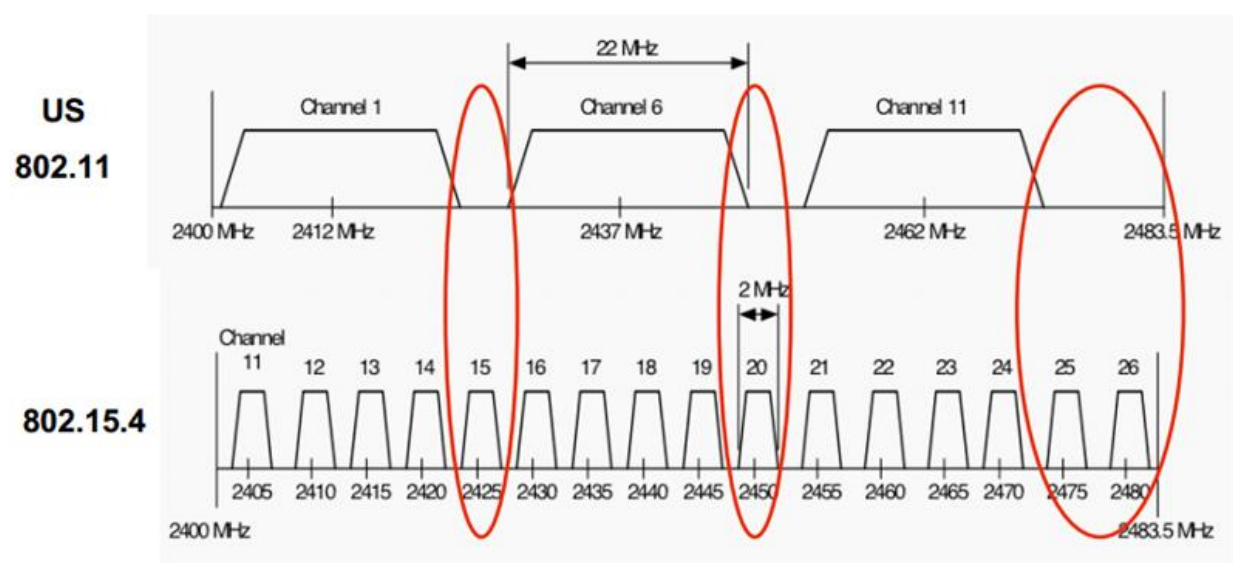 22 MHz
US
Channel 1 Channel 6 Channel 11
802.11
2400 MHz 2412 MHz 2437 MHz 2462 MHz 2483.5 MHz
2 MHz
Channel
11 12 13 14 15 16 17 18 19 20 21 22 23 24 25 26
802.15.4
2405 2410 2415 2420 2425 2430 2435 2440 2445 2450 2455 2460 2465 2470 2475 2480
2400 MHz 2483.5 MHz